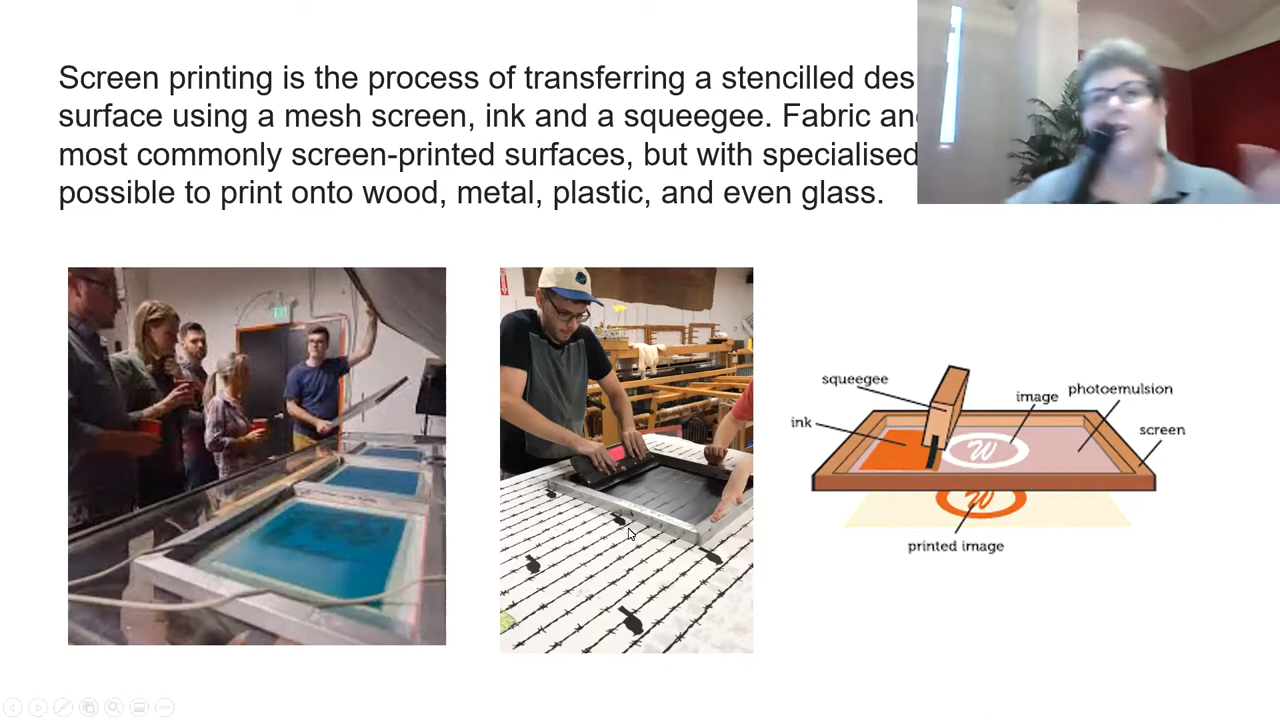 Screen printing is the process of transferring a stencilled des
surface using a mesh screen, ink and a squeegee. Fabric an
most commonly screen-printed surfaces, but with specialised
possible to print onto wood, metal, plastic, and even glass.
squeegee
image
photoemulsion
ink
screen
W
W
printed image